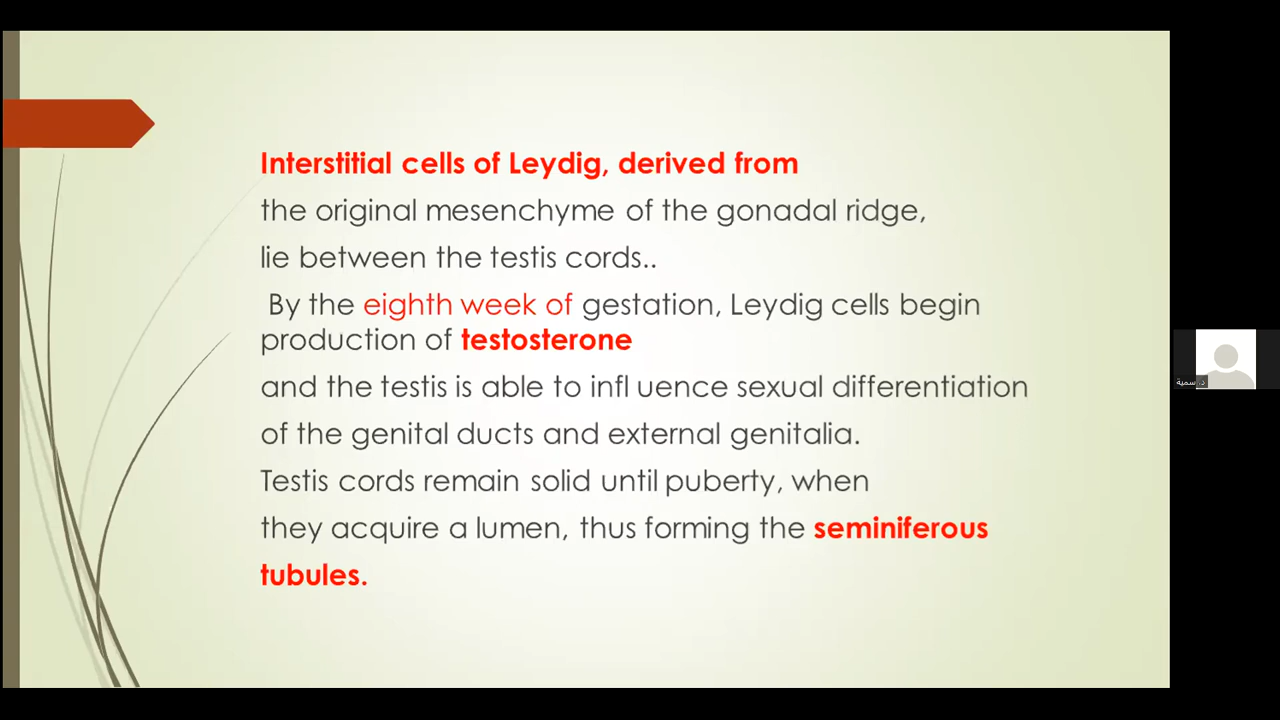 Interstitial cells of Leydig, derived from
the original mesenchyme of the gonadal ridge,
lie between the testis cords..
By the eighth week of gestation, Leydig cells begin
production of testosterone
and the testis is able to infl uence sexual differentiation
of the genital ducts and external genitalia.
Testis cords remain solid until puberty, when
they acquire a lumen, thus forming the seminiferous
tubules.
د. سمية